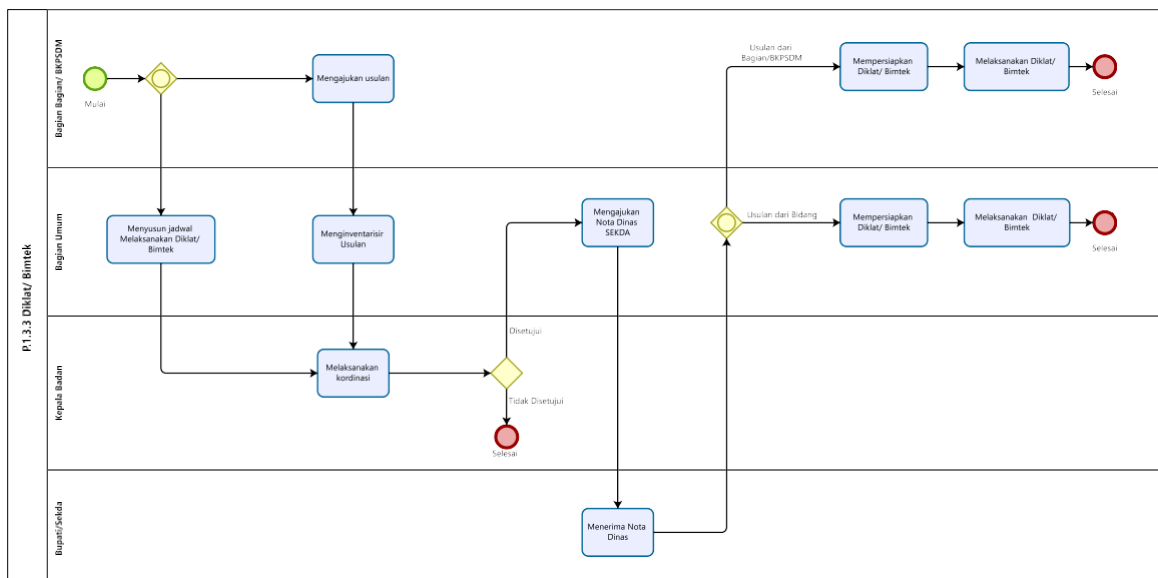 P.1.3.3 Diklat/ Bimtek
Bagian Bagian/ BKPSDM
Mulai
Mengajukan usulan
Usulan dari
Bagian/BKPSDM
Mempersiapkan
Diklat/ Bimtek
Melaksanakan Diklat/
Bimtek
Selesai
Bagian Umum
Menyusun jadwal
Melaksanakan Diklat/
Bimtek
Menginventarisir
Usulan
Mengajukan
Nota Dinas
SEKDA
Usulan dari Bidang
Mempersiapkan
Diklat/ Bimtek
Melaksanakan Diklat/
Bimtek
Selesai
Kepala Badan
Melaksanakan
kordinasi
Disetujui
Tidak Disetujui
Selesai
Bupati/Sekda
Menerima Nota
Dinas